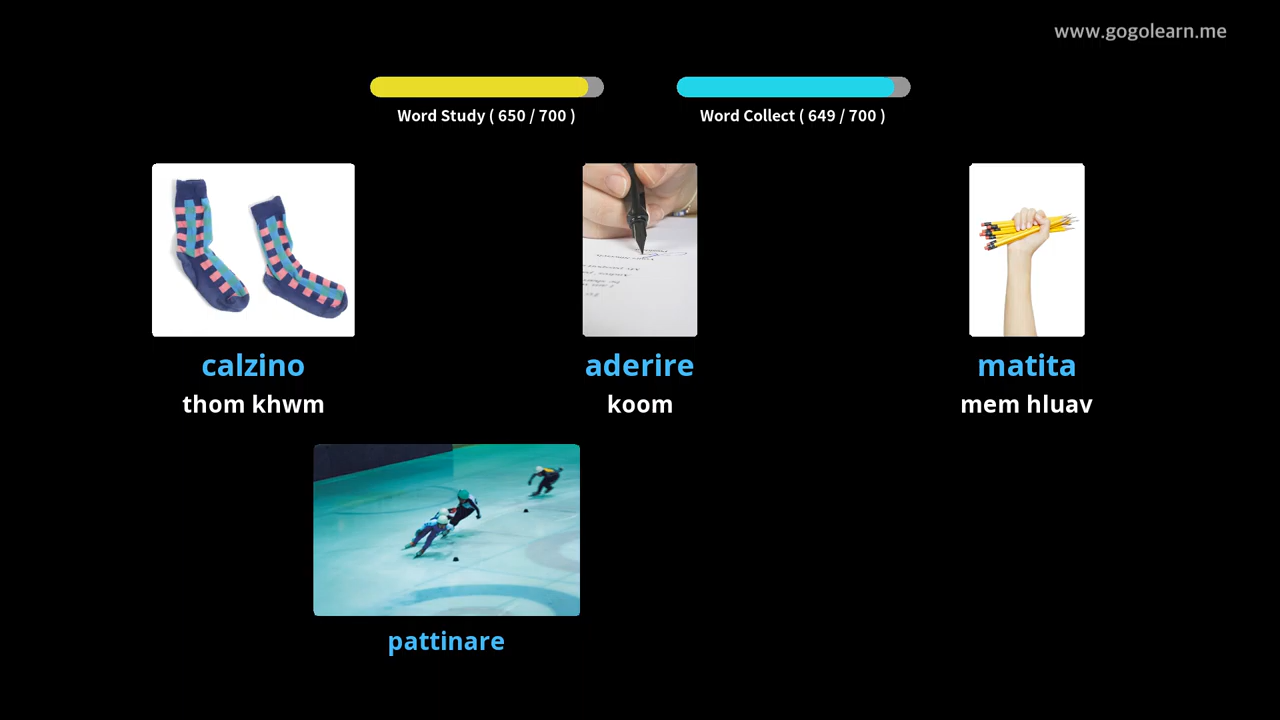 www.gogolearn.me
Word Study ( 650 / 700 )
Word Collect ( 649 / 700 )
calzino
thom khwm
aderire
koom
matita
mem hluav
pattinare